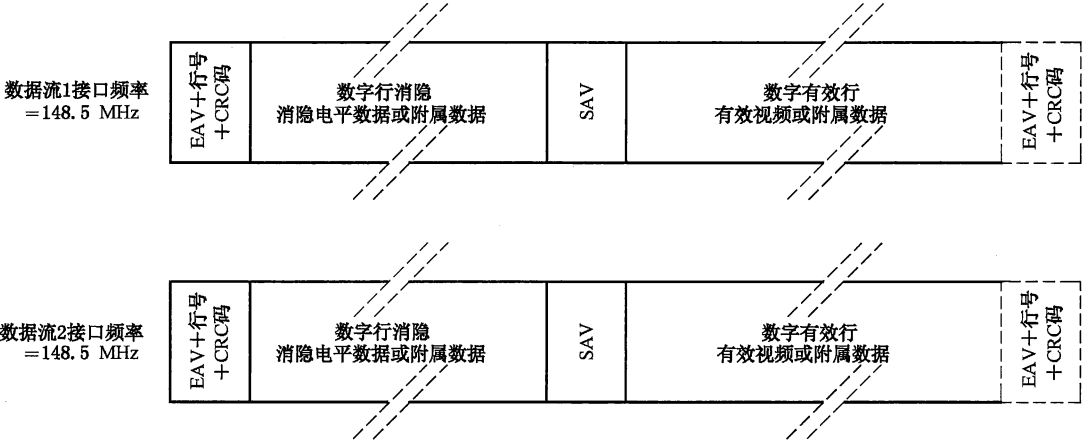 数据流1接口频率
=148.5 MHz
EAV+行号
+CRC码
数字行消隐
消隐电平数据或附属数据
SAV
数字有效行
有效视频或附属数据
EAV+行号
+CRC码
数据流2接口频率
=148.5 MHz
EAV+行号
+CRC码
数字行消隐
消隐电平数据或附属数据
SAV
数字有效行
有效视频或附属数据
EAV+行号
+CRC码